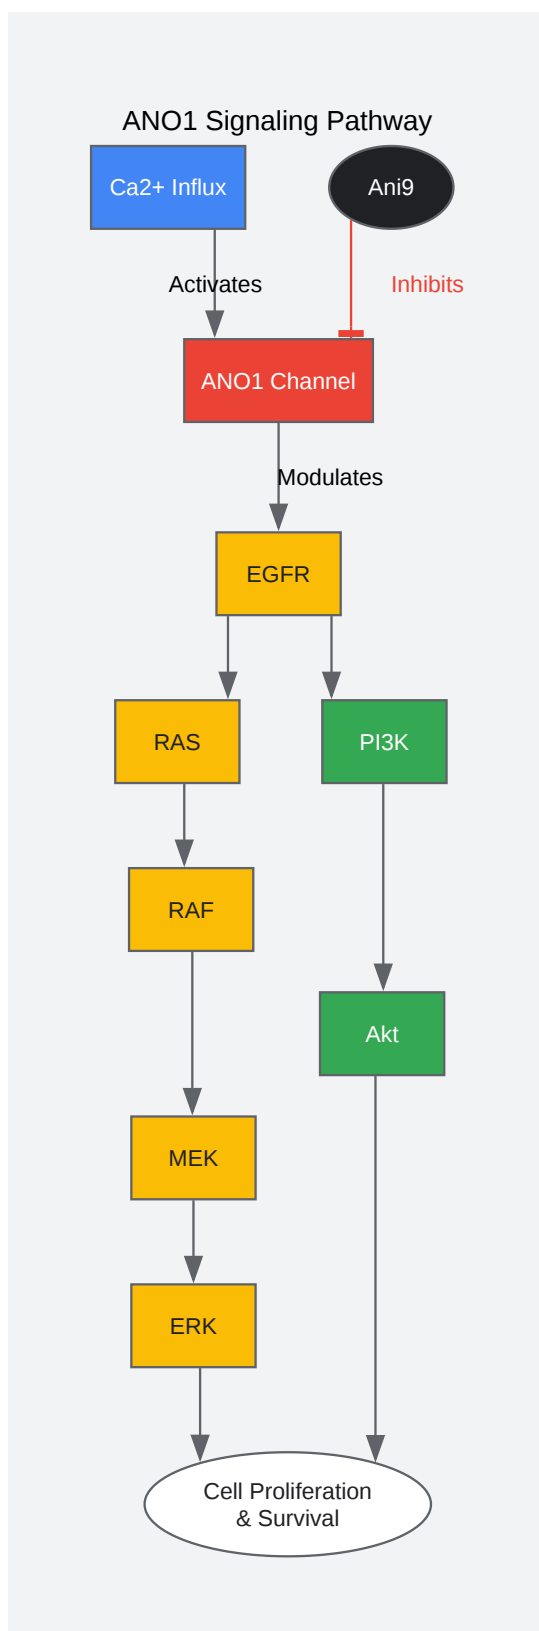 ANO1 Signaling Pathway
Ca2+ Influx
Ani9
Activates
Inhibits
ANO1 Channel
Modulates
EGFR
RAS
PI3K
RAF
Akt
MEK
ERK
Cell Proliferation
& Survival